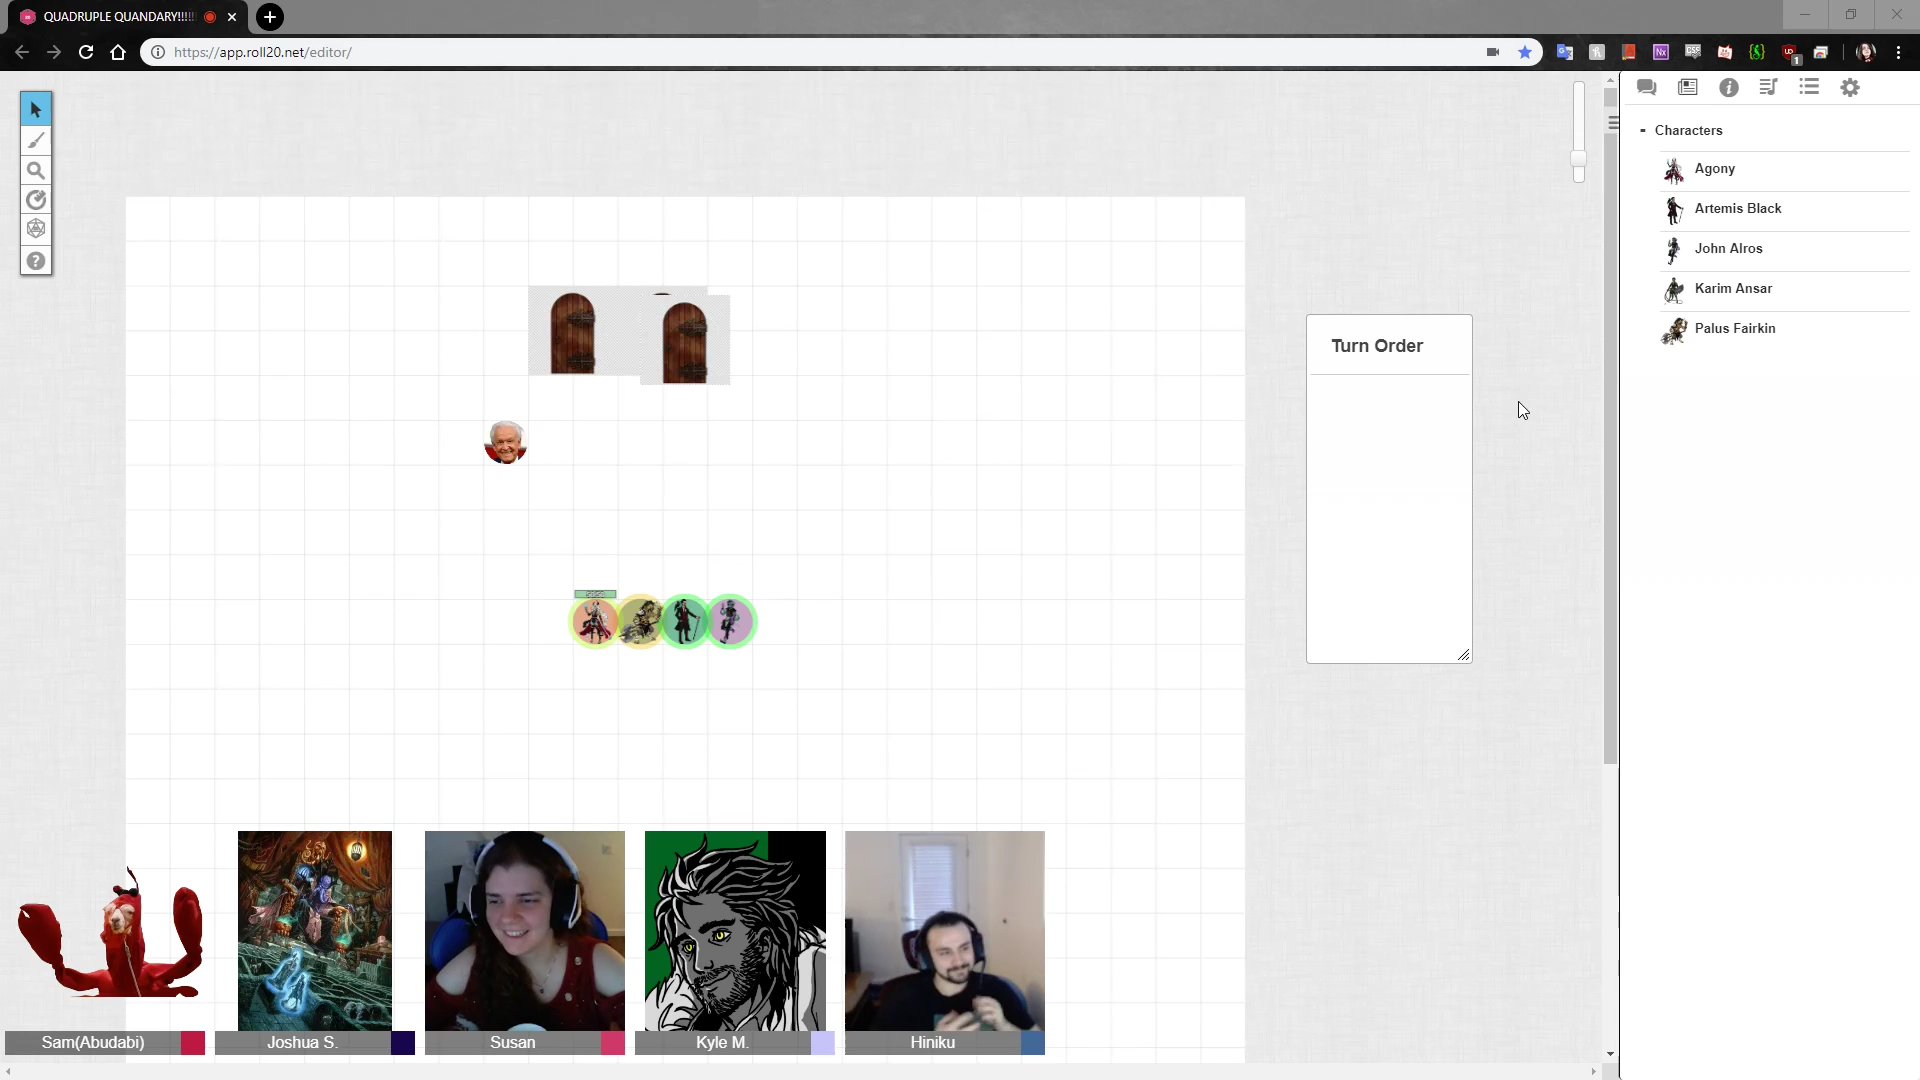 QUADRUPLE QUANDARY!!!!!
https://app.roll20.net/editor/
Characters
Agony
Artemis Black
John Alros
Karim Ansar
Palus Fairkin
Turn Order
Sam(Abudabi)
Joshua S.
Susan
Kyle M.
Hiniku